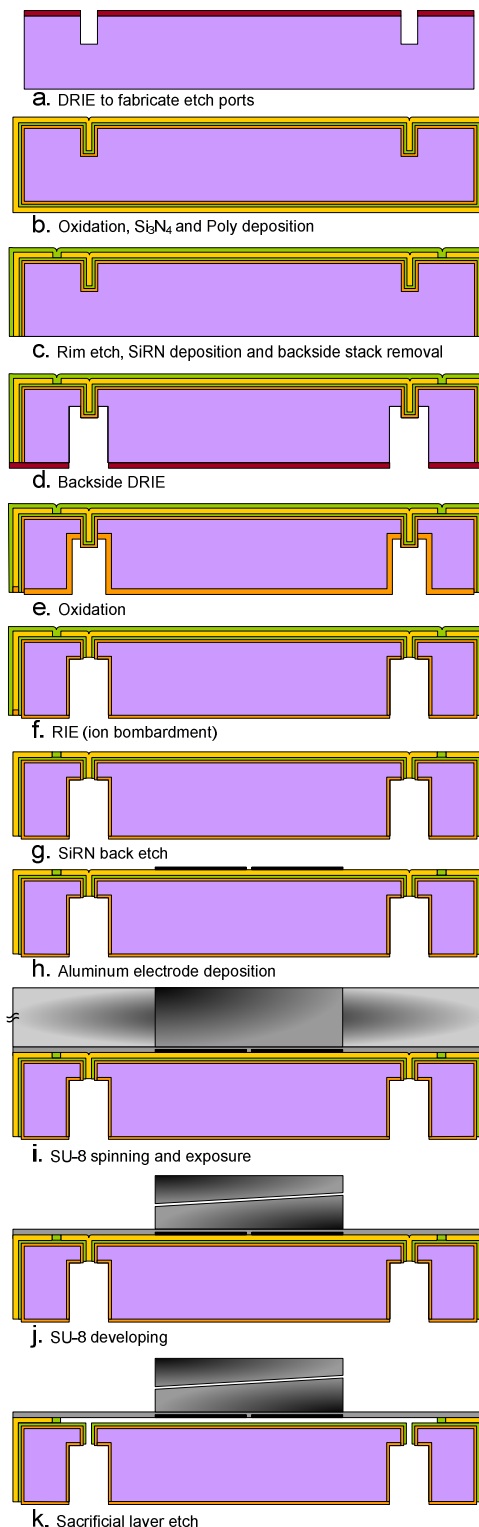 a. DRIE to fabricate etch ports
b. Oxidation, Si₃N₄ and Poly deposition
c. Rim etch, SiRN deposition and backside stack removal
d. Backside DRIE
e. Oxidation
f. RIE (ion bombardment)
g. SiRN back etch
h. Aluminum electrode deposition
i. SU-8 spinning and exposure
j. SU-8 developing
k. Sacrificial layer etch